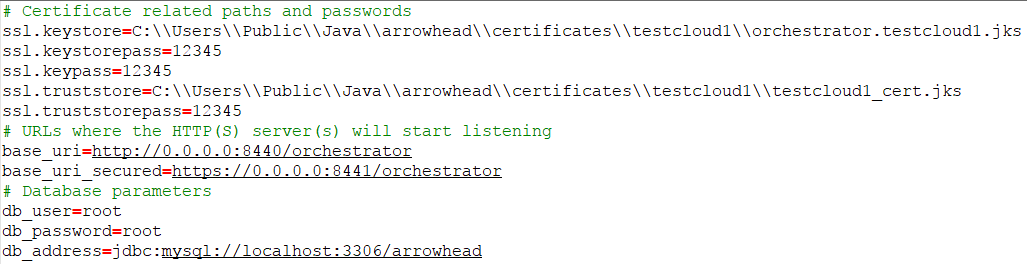 # Certificate related paths and passwords
ssl.keystore=C:\\Users\\Public\\Java\\arrowhead\\certificates\\testcloud1\\orchestrator.testcloud1.jks
ssl.keystorepass=12345
ssl.keypass=12345
ssl.truststore=C:\\Users\\Public\\Java\\arrowhead\\certificates\\testcloud1\\testcloud1_cert.jks
ssl.truststorepass=12345
# URLs where the HTTP(S) server(s) will start listening
base_uri=http://0.0.0.0:8440/orchestrator
base_uri_secured=https://0.0.0.0:8441/orchestrator
# Database parameters
db_user=root
db_password=root
db_address=jdbc:mysql://localhost:3306/arrowhead